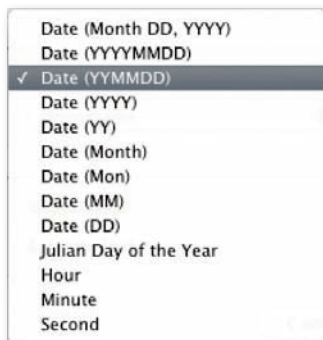 Date (Month DD, YYYY)
Date (YYYYMMDD)
✓ Date (YYMMDD)
Date (YYYY)
Date (YY)
Date (Month)
Date (Mon)
Date (MM)
Date (DD)
Julian Day of the Year
Hour
Minute
Second